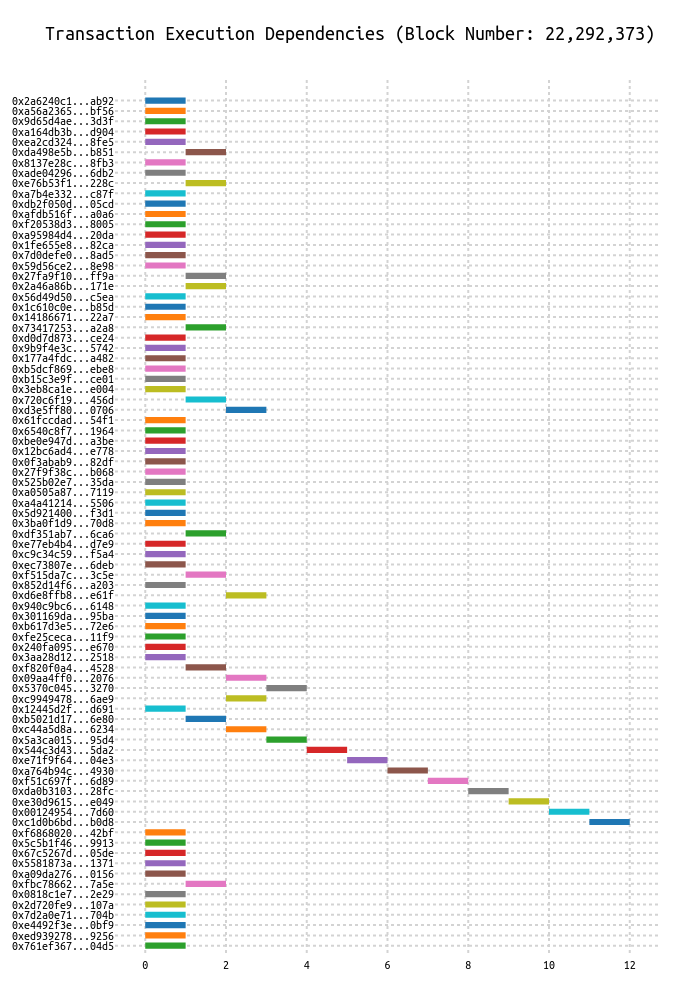 Transaction Execution Dependencies (Block Number: 22,292,373)
0x2a6240c1...ab92
0xa56a2365...bf56
0x9d65d4ae...3d3f
0xa164db3b...d904
0xea2cd324...8fe5
0xda498e5b...b851
0x8137e28c...8fb3
0xade04296...6db2
0xe76b53f1...228c
0xa7b4e332...c87f
0xdb2f050d...05cd
0xafdb516f...a0a6
0xf20538d3...8005
0xa95984d4...20da
0x1fe655e8...82ca
0x7d0defe0...8ad5
0x59d56ce2...8e98
0x27fa9f10...ff9a
0x2a46a86b...171e
0x56d49d50...c5ea
0x1c610c0e...b85d
0x14186671...22a7
0x73417253...a2a8
0xd0d7d873...ce24
0x9b9f4e3c...5742
0x177a4fdc...a482
0xb5dcf869...ebe8
0xb15c3e9f...ce01
0x3eb8ca1e...e004
0x720c6f19...456d
0xd3e5ff80...0706
0x61fccdad...54f1
0x6540c8f7...1964
0xbe0e947d...a3be
0x12bc6ad4...e778
0x0f3abab9...82df
0x27f9f38c...b068
0x525b02e7...35da
0xa0505a87...7119
0xa4a41214...5506
0x5d921400...f3d1
0x3ba0f1d9...70d8
0xdf351ab7...6ca6
0xe77eb4b4...d7e9
0xc9c34c59...f5a4
0xec73807e...6deb
0xf515da7c...3c5e
0x852d14f6...a203
0xd6e8ffb8...e61f
0x940c9bc6...6148
0x301169da...95ba
0xb617d3e5...72e6
0xfe25ceca...11f9
0x240fa095...e670
0x3aa28d12...2518
0xf820f0a4...4528
0x09aa4ff0...2076
0x5370c045...3270
0xc9949478...6ae9
0x12445d2f...d691
0xb5021d17...6e80
0xc44a5d8a...6234
0x5a3ca015...95d4
0x544c3d43...5da2
0xe71f9f64...04e3
0xa764b94c...4930
0xf51c697f...6d89
0xda0b3103...28fc
0xe30d9615...e049
0x00124954...7d60
0xc1d0b6bd...b0d8
0xf6868020...42bf
0x5c5b1f46...9913
0x67c5267d...05de
0x5581873a...1371
0xa09da276...0156
0xfbc78662...7a5e
0x0818c1e7...2e29
0x2d720fe9...107a
0x7d2a0e71...704b
0xe4492f3e...0bf9
0xed939278...9256
0x761ef367...04d5
0 2 4 6 8 10 12